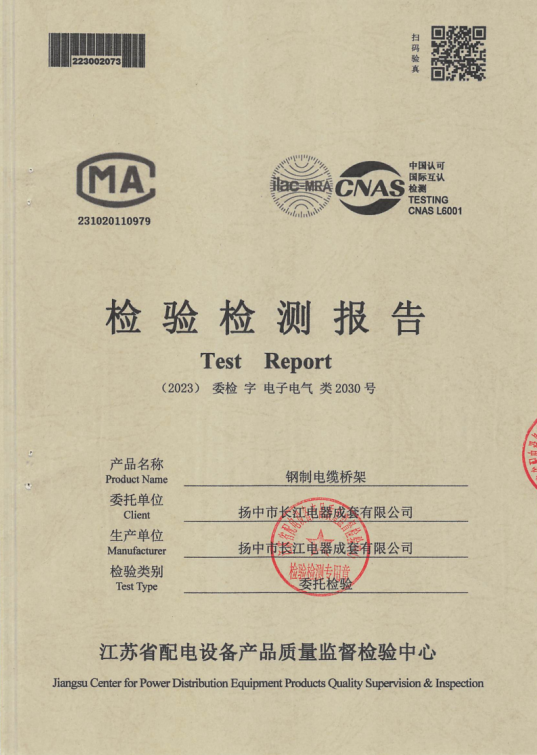 223002073
扫码验真
MA
231020110979
ilac-MRA
CNAS
中国认可
国际互认
检测
TESTING
CNAS L6001
检验检测报告
Test Report
（2023） 委检 字 电子电气 类2030号
产品名称
Product Name
钢制电缆桥架
委托单位
Client
扬中市长江电器成套有限公司
生产单位
Manufacturer
扬中市长江电器成套有限公司
检验类别
Test Type
委托检验
检验检测专用章
江苏省配电设备产品质量监督检验中心
Jiangsu Center for Power Distribution Equipment Products Quality Supervision & Inspection